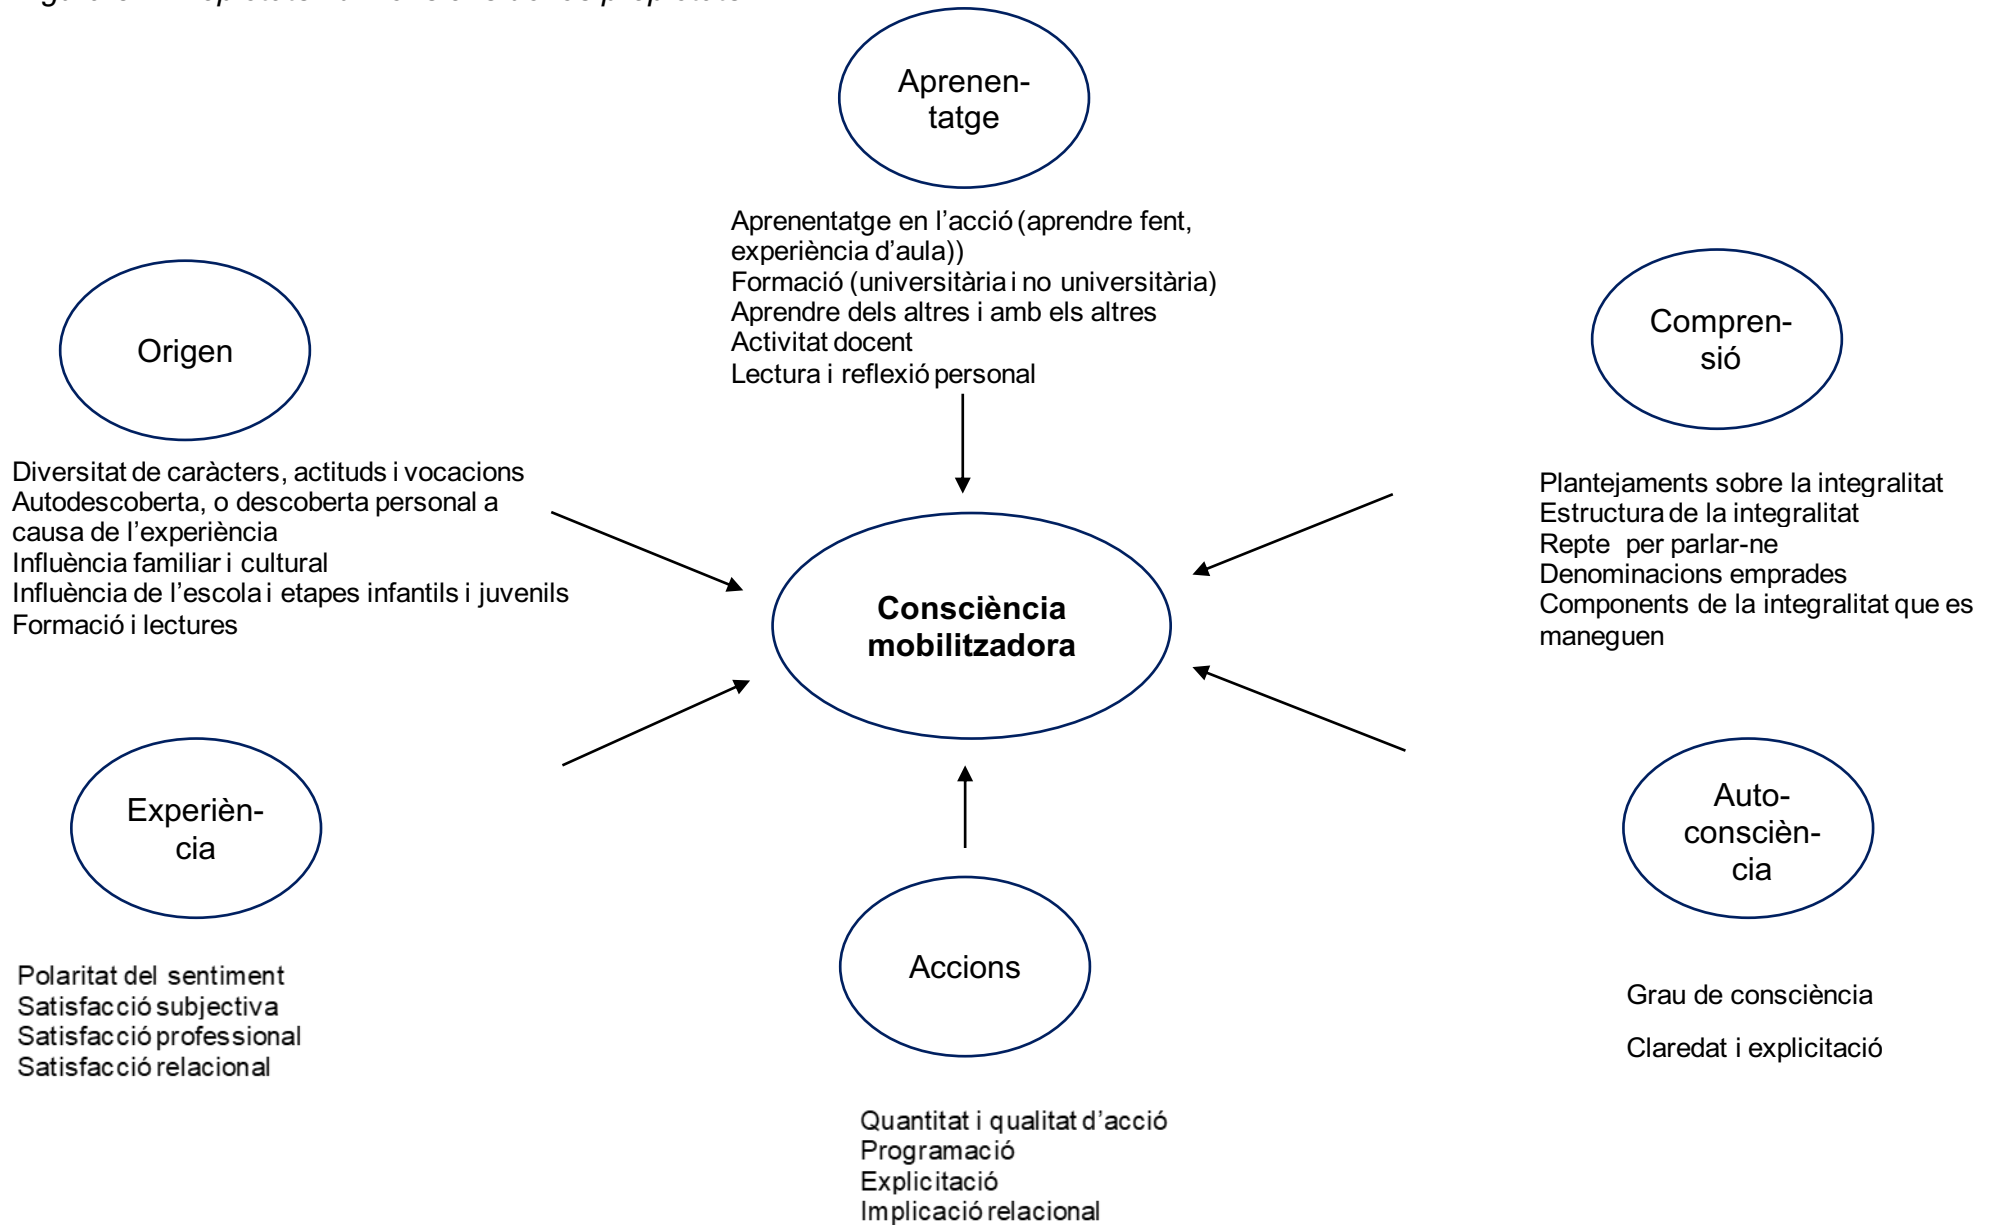 Aprenen-
tatge
Aprenentatge en l’acció (aprendre fent,
experiència d’aula))
Formació (universitària i no universitària)
Aprendre dels altres i amb els altres
Activitat docent
Lectura i reflexió personal
Origen
Diversitat de caràcters, actituds i vocacions
Autodescoberta, o descoberta personal a
causa de l’experiència
Influència familiar i cultural
Influència de l’escola i etapes infantils i juvenils
Formació i lectures
Compren-
sió
Plantejaments sobre la integralitat
Estructura de la integralitat
Repte per parlar-ne
Denominacions emprades
Components de la integralitat que es
maneguen
Consciència
mobilitzadora
Experièn-
cia
Polaritat del sentiment
Satisfacció subjectiva
Satisfacció professional
Satisfacció relacional
Accions
Quantitat i qualitat d’acció
Programació
Explicitació
Implicació relacional
Auto-
conscièn-
cia
Grau de consciència
Claredat i explicitació